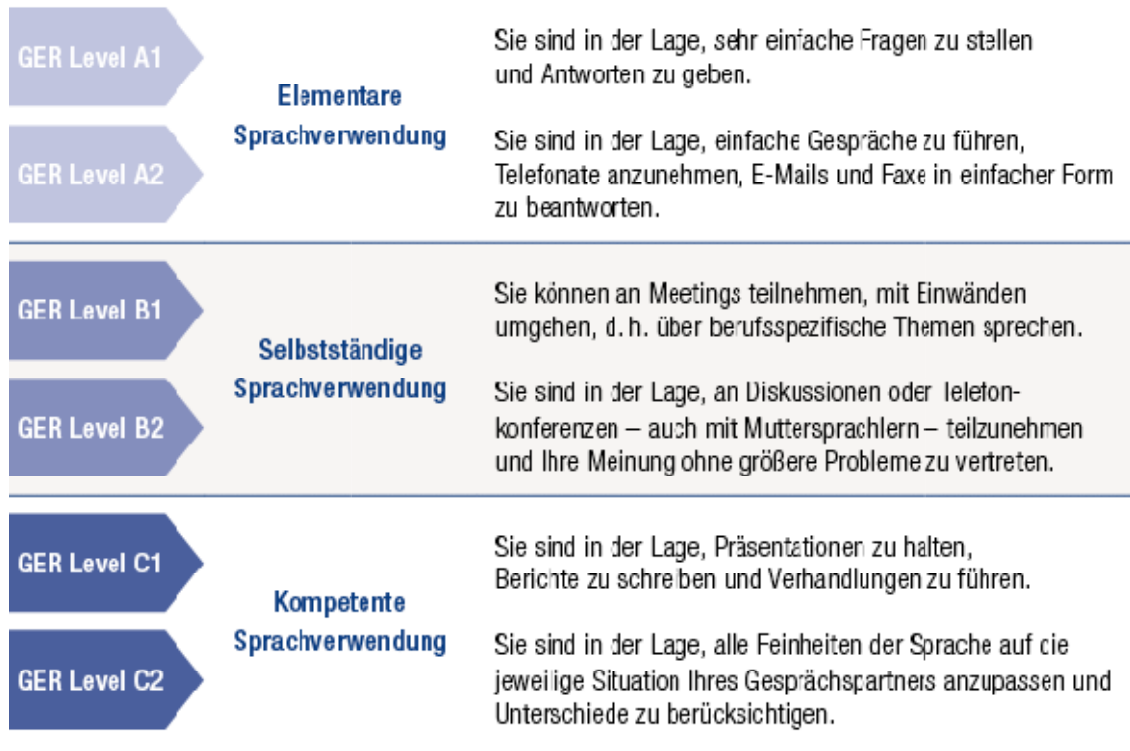 GER Level A1
Sie sind in der Lage, sehr einfache Fragen zu stellen
und Antworten zu geben.
Elementare
Sprachverwendung
GER Level A2
Sie sind in der Lage, einfache Gespräche zu führen,
Telefonate anzunehmen, E-Mails und Faxe in einfacher Form
zu beantworten.
GER Level B1
Sie können an Meetings teilnehmen, mit Einwänden
umgehen, d. h. über berufsspezifische Themen sprechen.
Selbstständige
Sprachverwendung
GER Level B2
Sie sind in der Lage, an Diskussionen oder Telefon-
konferenzen – auch mit Muttersprachlern – teilzunehmen
und Ihre Meinung ohne größere Probleme zu vertreten.
GER Level C1
Sie sind in der Lage, Präsentationen zu halten,
Berichte zu schreiben und Verhandlungen zu führen.
Kompetente
Sprachverwendung
GER Level C2
Sie sind in der Lage, alle Feinheiten der Sprache auf die
jeweilige Situation Ihres Gesprächspartners anzupassen und
Unterschiede zu berücksichtigen.